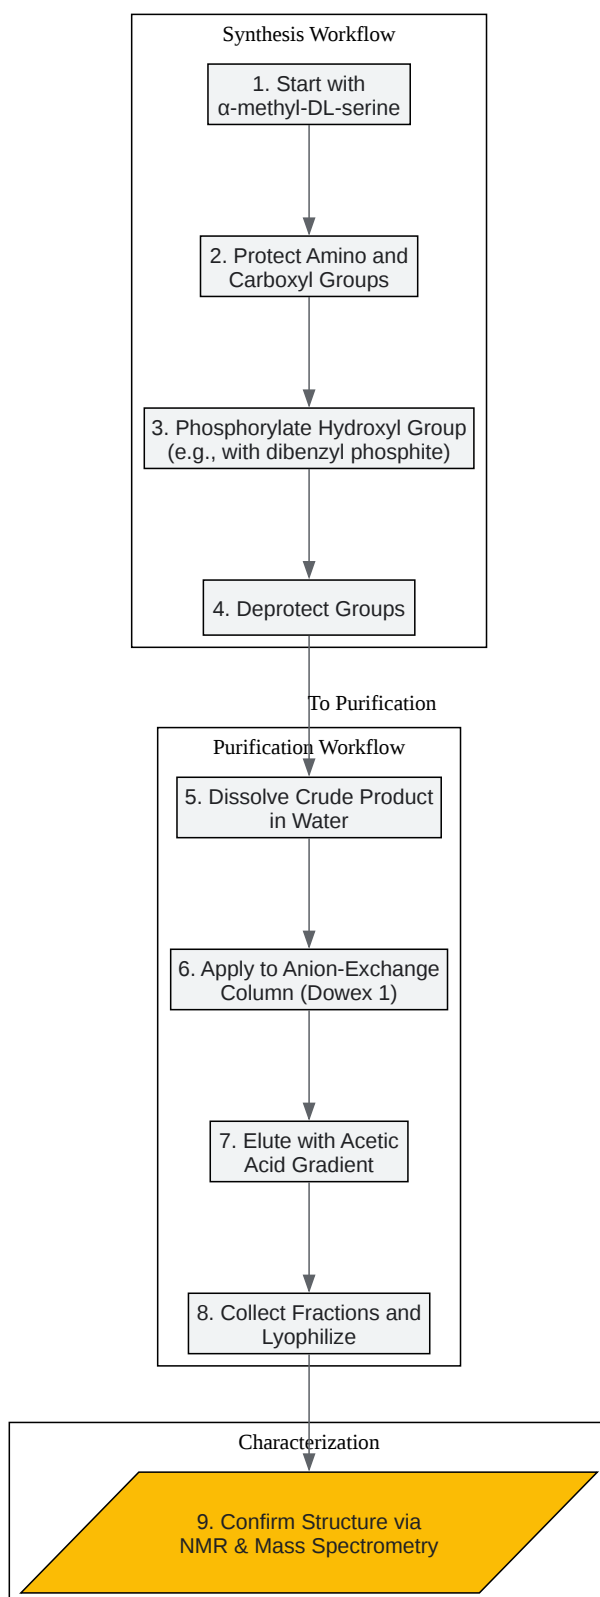 Synthesis Workflow
1. Start with
α-methyl-DL-serine
2. Protect Amino and
Carboxyl Groups
3. Phosphorylate Hydroxyl Group
(e.g., with dibenzyl phosphite)
4. Deprotect Groups
To Purification
Purification Workflow
5. Dissolve Crude Product
in Water
6. Apply to Anion-Exchange
Column (Dowex 1)
7. Elute with Acetic
Acid Gradient
8. Collect Fractions and
Lyophilize
Characterization
9. Confirm Structure via
NMR & Mass Spectrometry